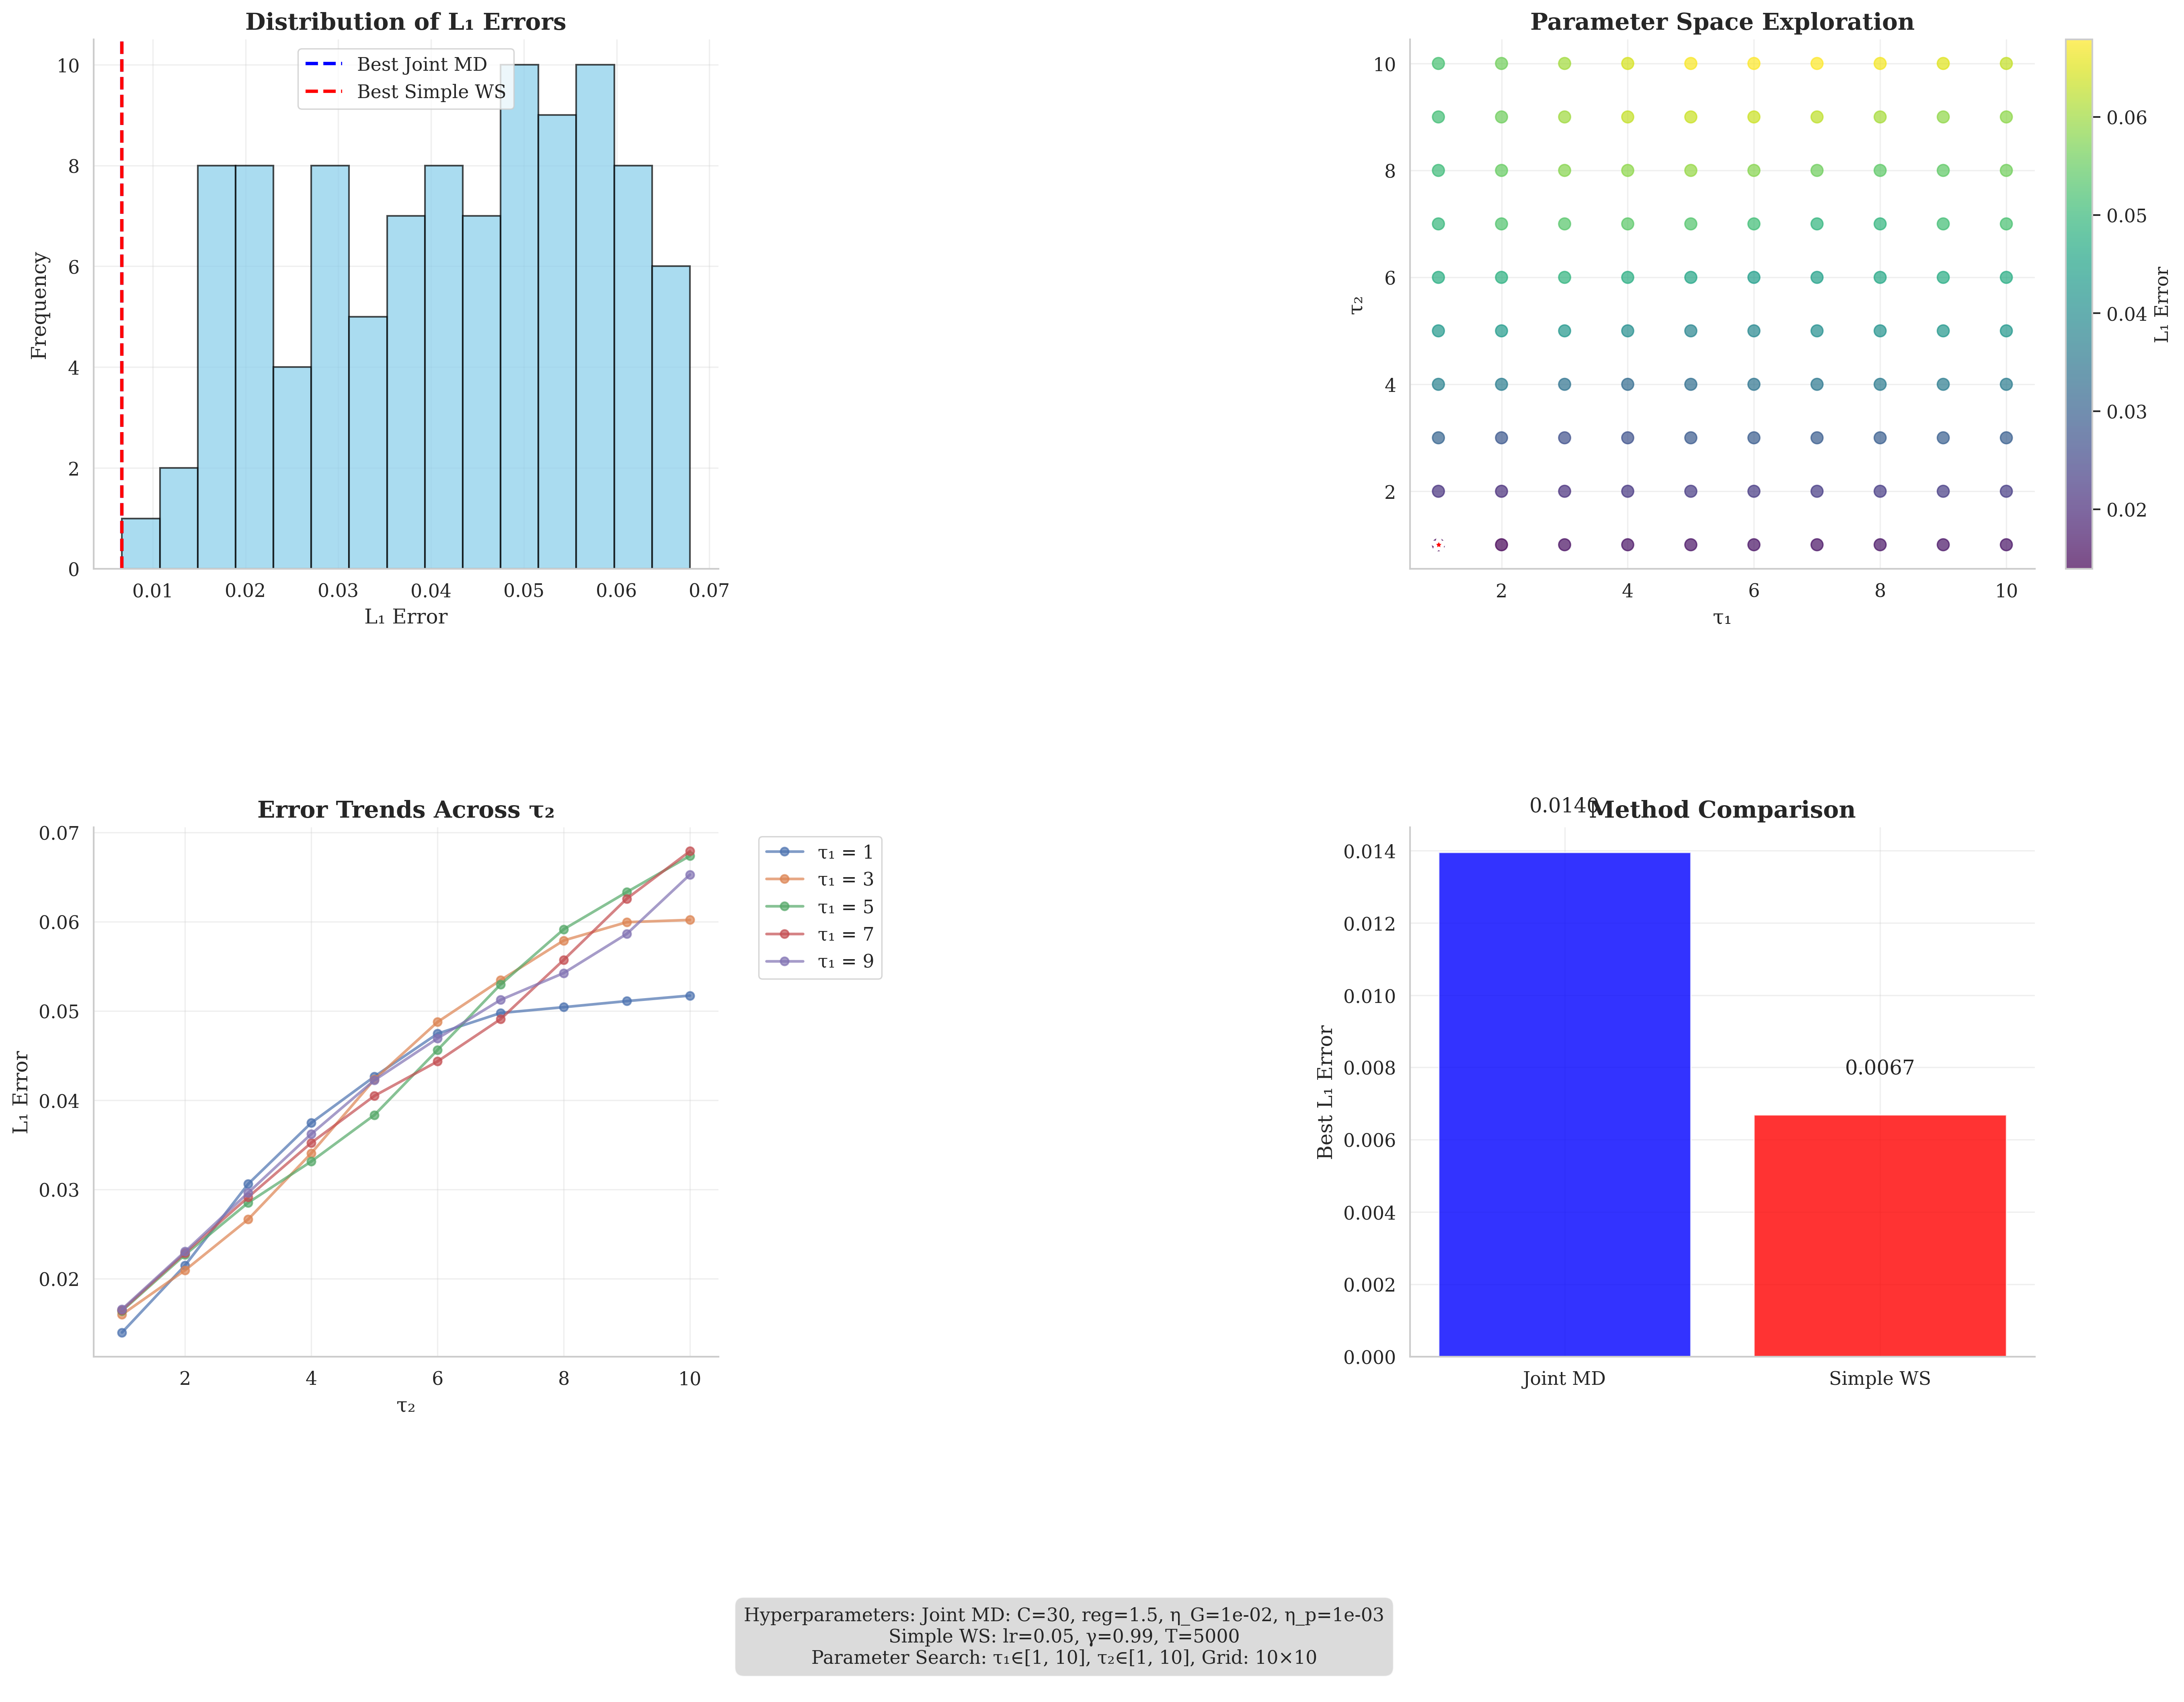 Distribution of L₁ Errors
Best Joint MD
Best Simple WS
10
8
6
4
2
0
Frequency
0.01 0.02 0.03 0.04 0.05 0.06 0.07
L₁ Error
Parameter Space Exploration
10
8
6
4
2
τ₂
2 4 6 8 10
τ₁
0.06
0.05
0.04
0.03
0.02
L₁ Error
Error Trends Across τ₂
0.07
0.06
0.05
0.04
0.03
0.02
L₁ Error
2 4 6 8 10
τ₂
τ₁ = 1
τ₁ = 3
τ₁ = 5
τ₁ = 7
τ₁ = 9
Method Comparison
0.0140
0.0067
0.014
0.012
0.010
0.008
0.006
0.004
0.002
0.000
Best L₁ Error
Joint MD Simple WS
Hyperparameters: Joint MD: C=30, reg=1.5, η_G=1e-02, η_p=1e-03
Simple WS: lr=0.05, γ=0.99, T=5000
Parameter Search: τ₁∈[1, 10], τ₂∈[1, 10], Grid: 10×10